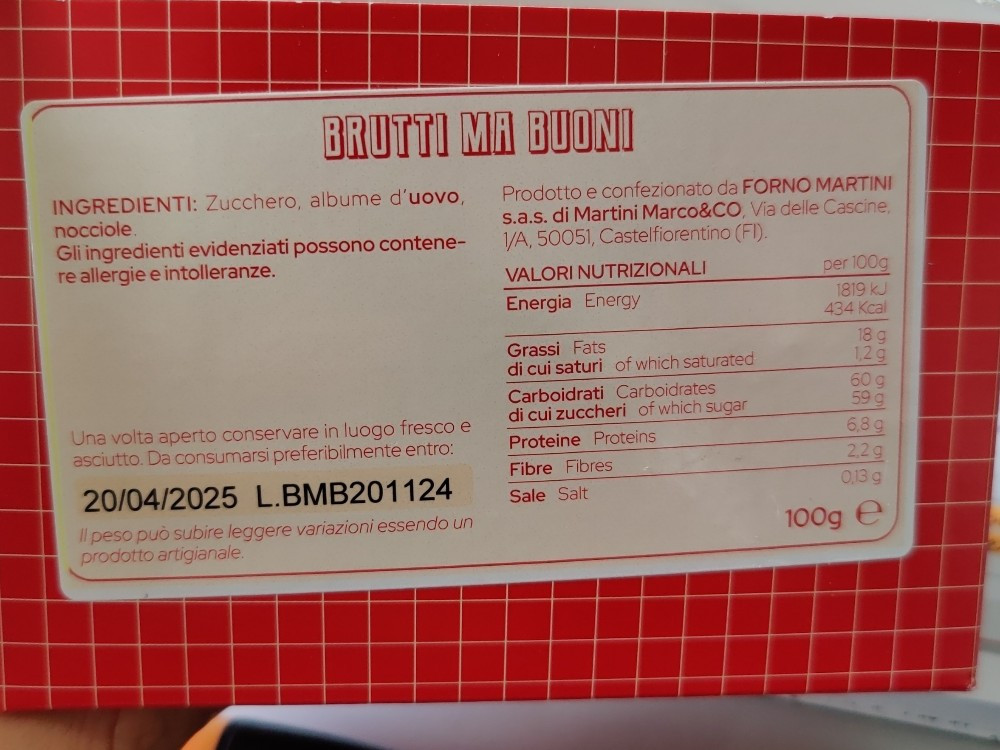 BRUTTI MA BUONI
INGREDIENTI: Zucchero, albume d'uovo,
nocciole.
Gli ingredienti evidenziati possono contene-
re allergie e intolleranze.
Una volta aperto conservare in luogo fresco e
asciutto. Da consumarsi preferibilmente entro:
20/04/2025 L.BMB201124
Il peso può subire leggere variazioni essendo un
prodotto artigianale.
Prodotto e confezionato da FORNO MARTINI
s.a.s. di Martini Marco&CO, Via delle Cascine,
1/A, 50051, Castelfiorentino (FI).
VALORI NUTRIZIONALI per 100g
Energia Energy 1819 kJ
434 Kcal
Grassi Fats 18 g
di cui saturi of which saturated 1,2 g
Carboidrati Carboidrates 60 g
di cui zuccheri of which sugar 59 g
Proteine Proteins 6,8 g
Fibre Fibres 2,2 g
Sale Salt 0,13 g
100g ℮